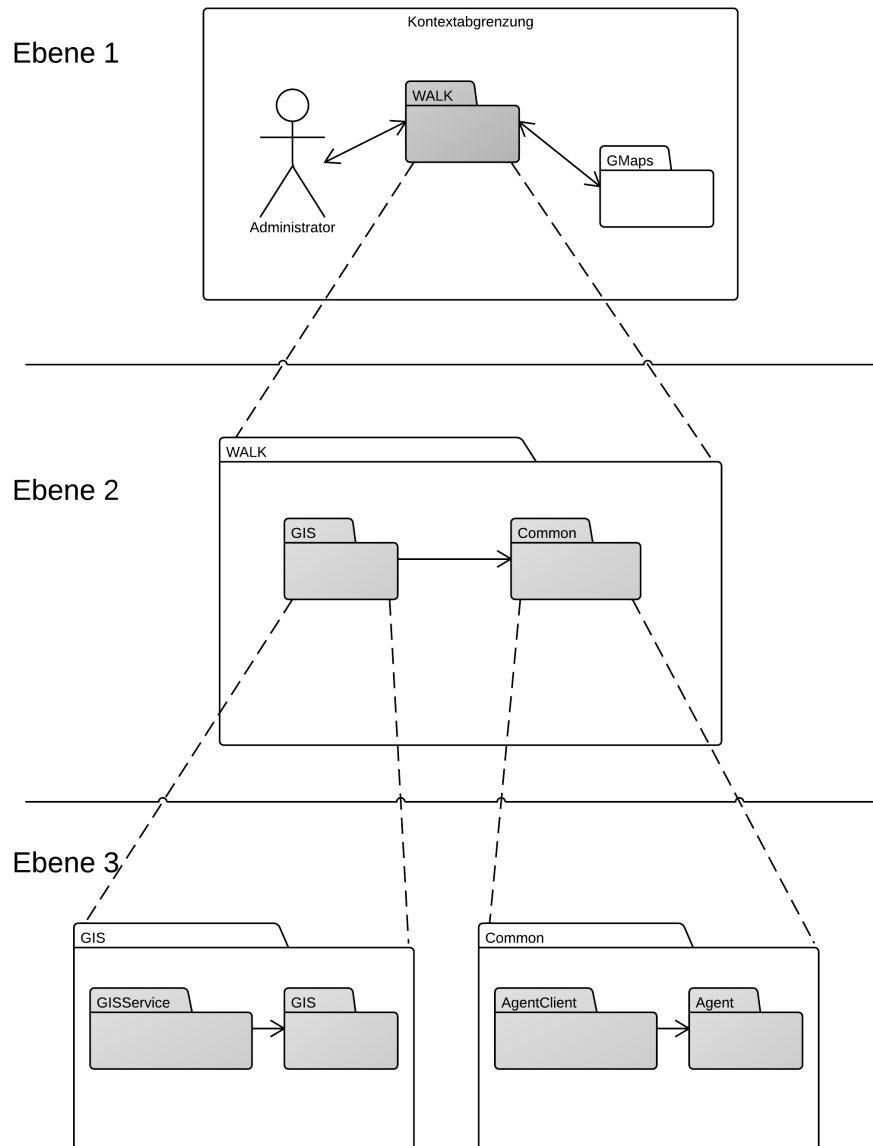 Kontextabgrenzung
Ebene 1
WALK
GMaps
Administrator
WALK
Ebene 2
GIS
Common
Ebene 3
GIS
Common
GISService
GIS
AgentClient
Agent